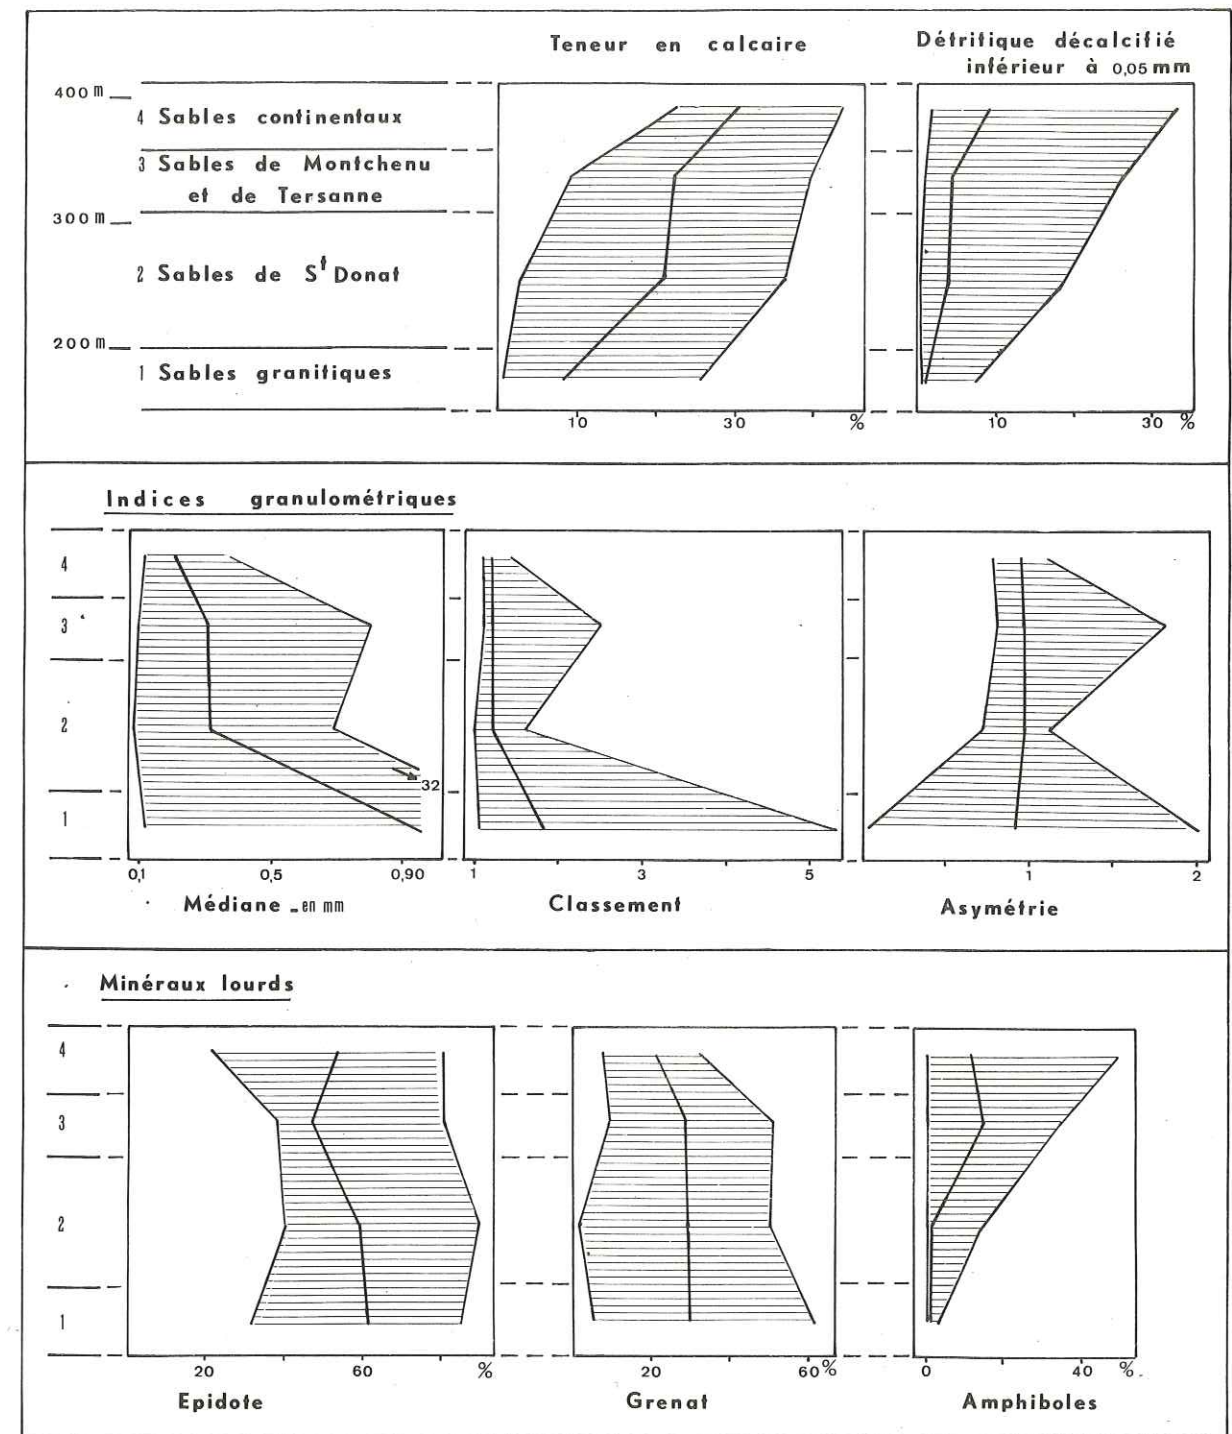 Teneur en calcaire
Détritique décalcifié
inférieur à 0,05 mm
400 m
4 Sables continentaux
3 Sables de Montchenu
et de Tersanne
300 m
2 Sables de St Donat
200 m
1 Sables granitiques
10 30 %
10 30 %
Indices granulométriques
4
3
2
1
32
0,1 0,5 0,90
1 3 5
1 2
Médiane _ en mm
Classement
Asymétrie
Minéraux lourds
4
3
2
1
20 60 %
20 60 %
0 40 %
Epidote
Grenat
Amphiboles